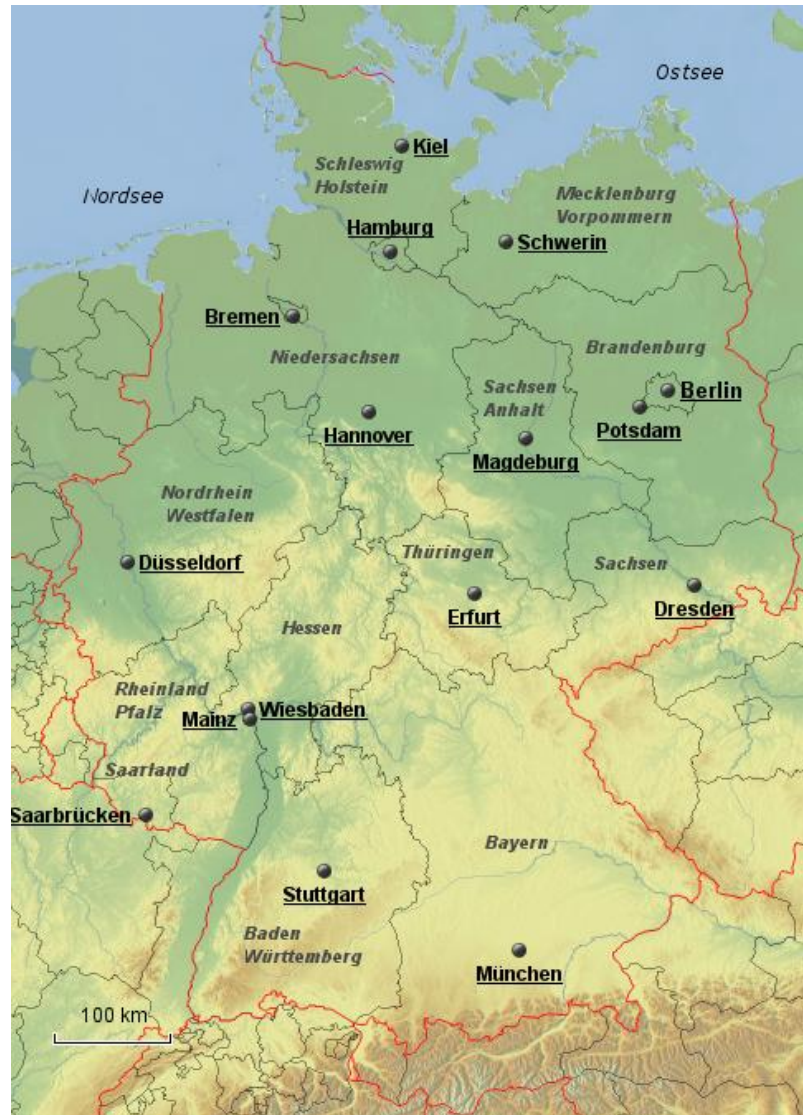 Ostsee
Kiel
Schleswig
Holstein
Nordsee
Mecklenburg
Vorpommern
Hamburg
Schwerin
Bremen
Niedersachsen
Brandenburg
Sachsen
Anhalt
Berlin
Hannover
Potsdam
Magdeburg
Nordrhein
Westfalen
Thüringen
Düsseldorf
Sachsen
Erfurt
Dresden
Hessen
Rheinland
Pfalz
Wiesbaden
Mainz
Saarland
Saarbrücken
Bayern
Stuttgart
Baden
Württemberg
München
100 km